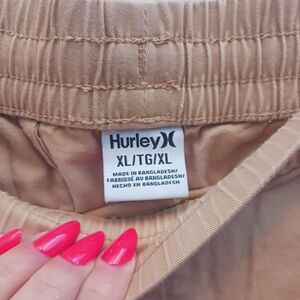 Hurley
XL/TG/XL
MADE IN BANGLADESH/
FABRIQUÉ AU BANGLADESH/
HECHO EN BANGLADESH